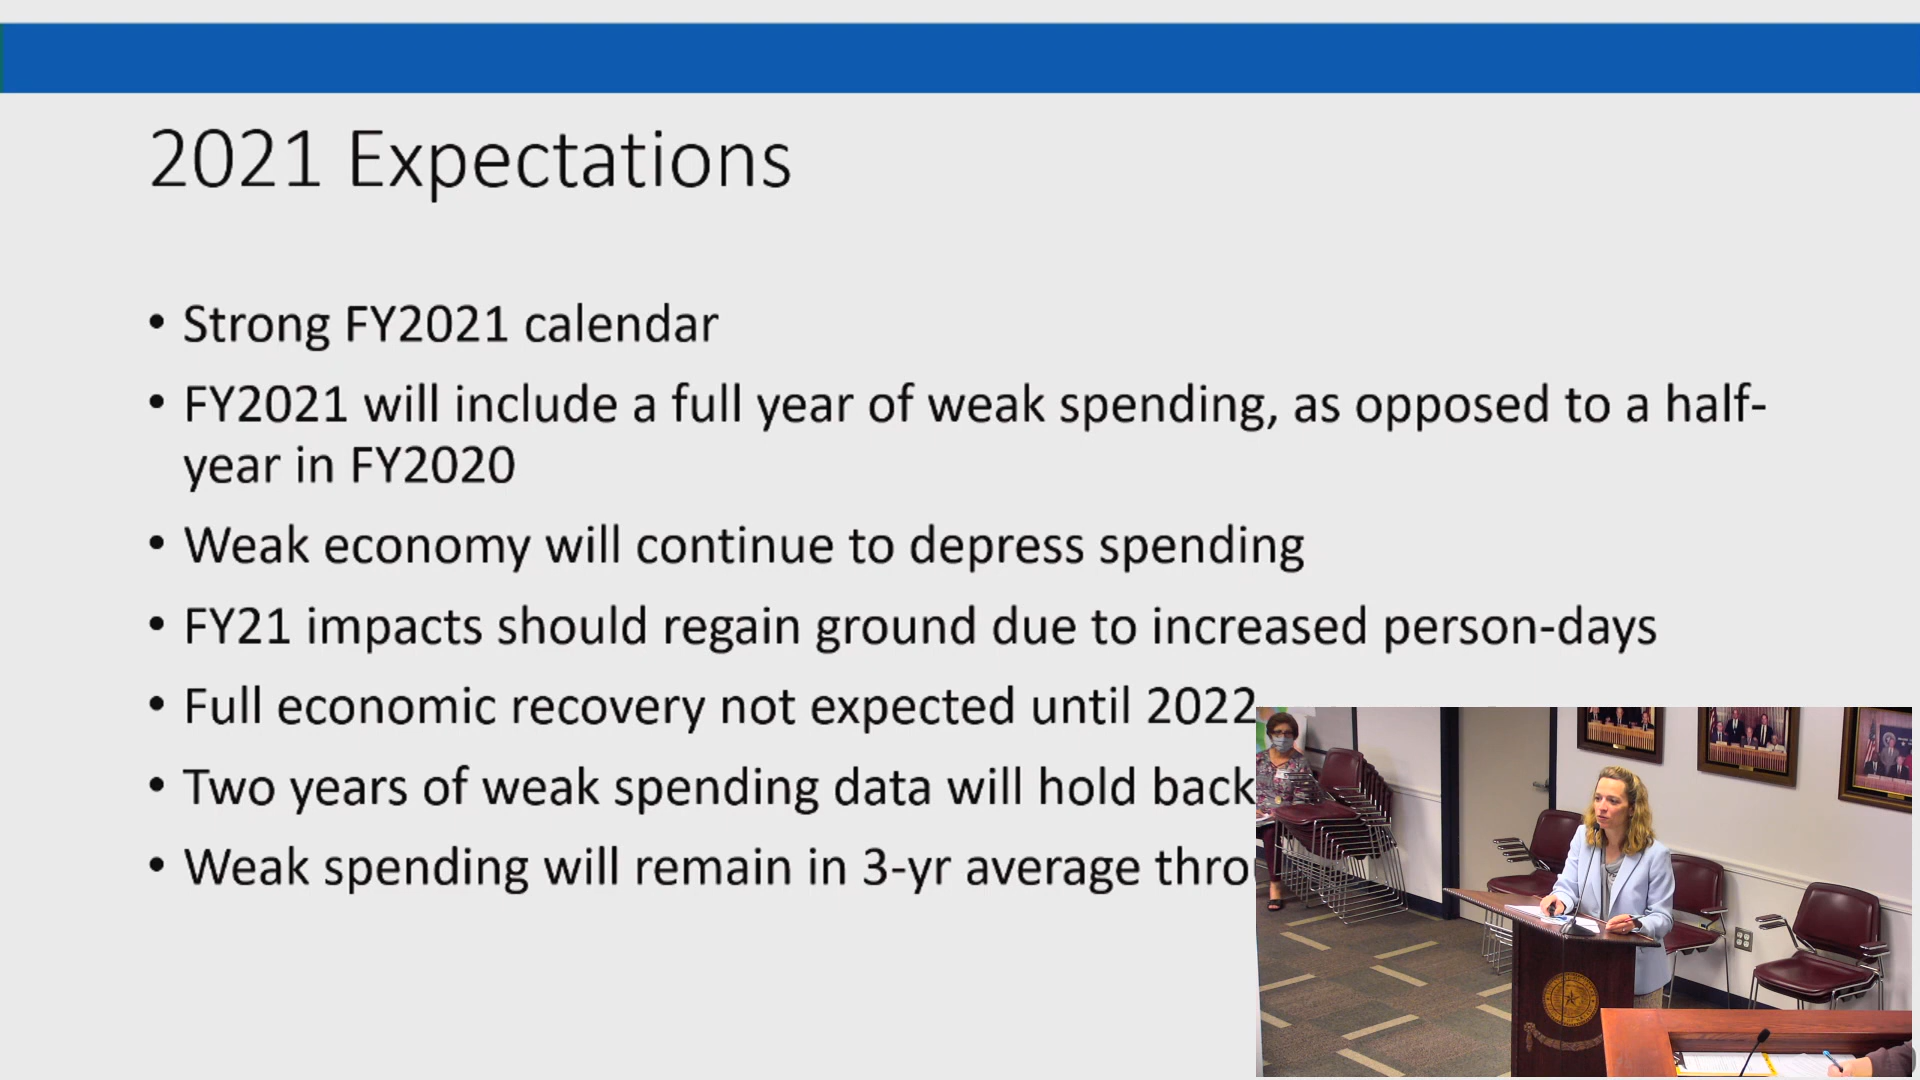 2021 Expectations
• Strong FY2021 calendar
• FY2021 will include a full year of weak spending, as opposed to a half-
year in FY2020
• Weak economy will continue to depress spending
• FY21 impacts should regain ground due to increased person-days
• Full economic recovery not expected until 2022
• Two years of weak spending data will hold back
• Weak spending will remain in 3-yr average